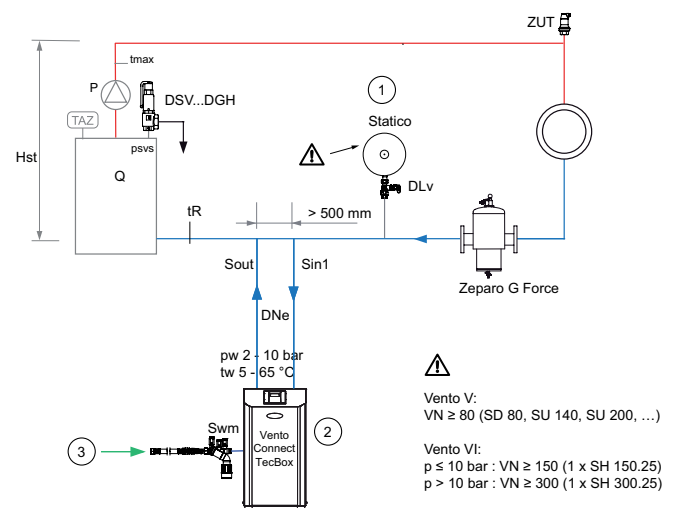 ZUT
tmax
P
DSV...DGH
TAZ
psvs
1
Statico
Hst
Q
DLv
tR
> 500 mm
Sout
Sin1
Zeparo G Force
DNe
pw 2 - 10 bar
tw 5 - 65 °C
Vento V:
VN ≥ 80 (SD 80, SU 140, SU 200, …)
Swm
2
Vento
Connect
TecBox
3
Vento VI:
p ≤ 10 bar : VN ≥ 150 (1 x SH 150.25)
p > 10 bar : VN ≥ 300 (1 x SH 300.25)